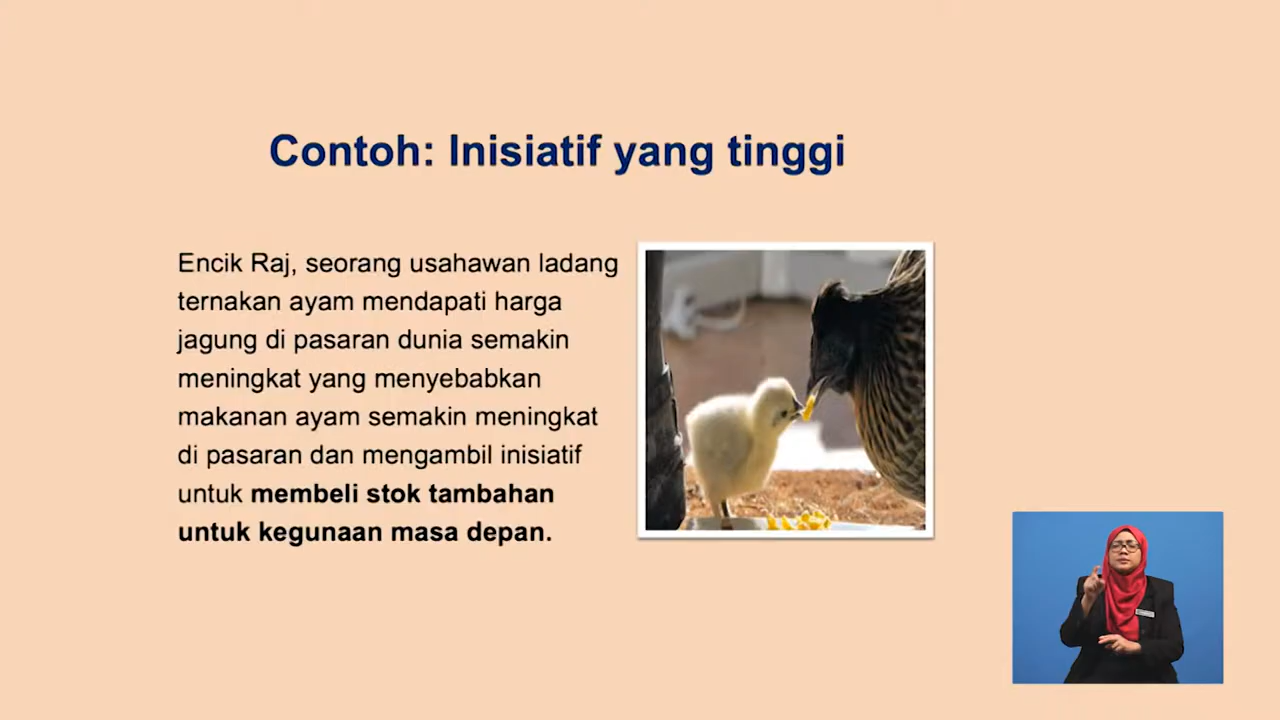 Contoh: Inisiatif yang tinggi
Encik Raj, seorang usahawan ladang
ternakan ayam mendapati harga
jagung di pasaran dunia semakin
meningkat yang menyebabkan
makanan ayam semakin meningkat
di pasaran dan mengambil inisiatif
untuk membeli stok tambahan
untuk kegunaan masa depan.